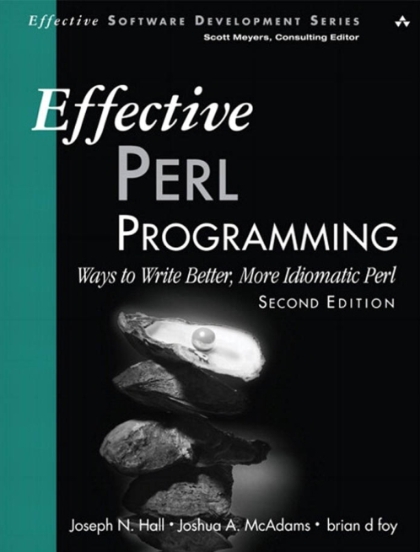 Effective SOFTWARE DEVELOPMENT SERIES
Scott Meyers, Consulting Editor
Effective
PERL
PROGRAMMING
Ways to Write Better, More Idiomatic Perl
SECOND EDITION
Joseph N. Hall • Joshua A. McAdams • brian d foy